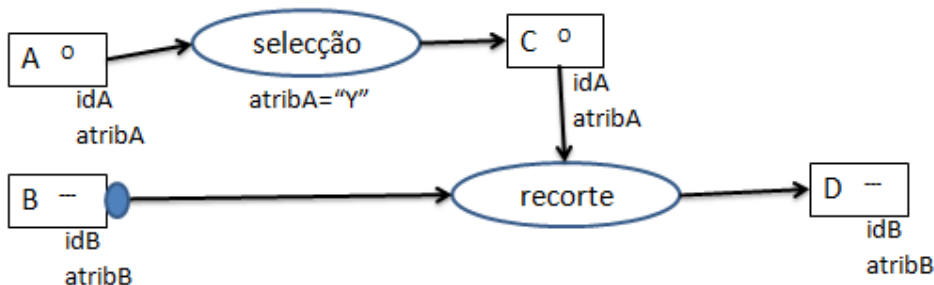 A o
selecção
C o
idA
atribA
atribA="Y"
idA
atribA
B ---
recorte
D ---
idB
atribB
idB
atribB